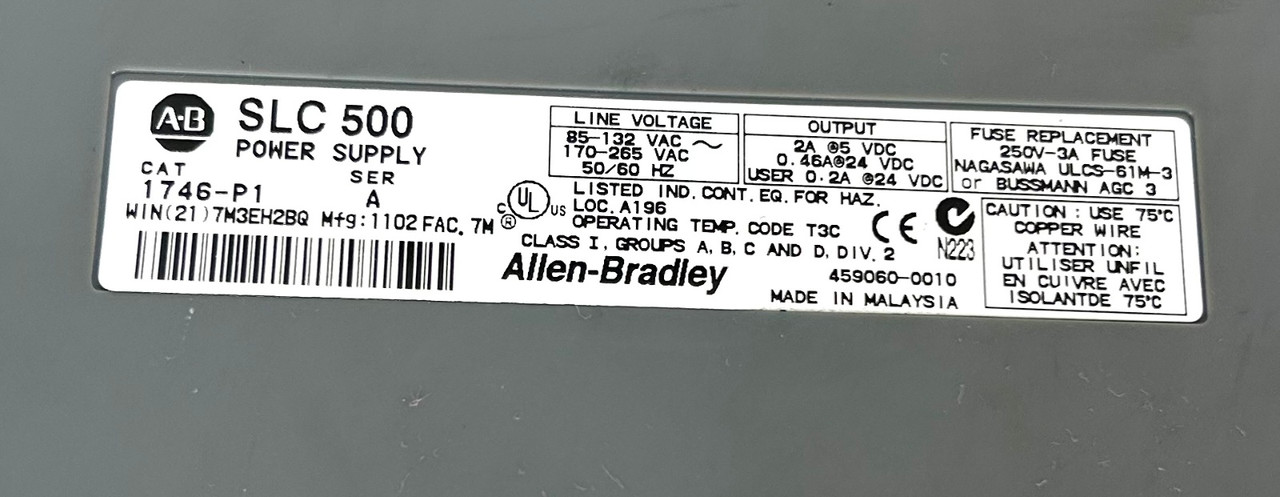 A-B
SLC 500
POWER SUPPLY
CAT
SER
1746-P1
A
WIN(21)7M3EH2BQ Mfg:1102 FAC. 7M
LINE VOLTAGE
85-132 VAC ~
170-265 VAC
50/60 HZ
OUTPUT
2A @5 VDC
0.46A@24 VDC
USER 0.2A @24 VDC
FUSE REPLACEMENT
250V-3A FUSE
NAGASAWA ULCS-61M-3
or BUSSMANN AGC 3
c UL US ®
LISTED IND. CONT. EQ. FOR HAZ.
LOC. A196
OPERATING TEMP. CODE T3C
CLASS I, GROUPS A, B, C AND D, DIV. 2
CE
N223
Allen-Bradley
459060-0010
MADE IN MALAYSIA
CAUTION : USE 75°C
COPPER WIRE
ATTENTION:
UTILISER UNFIL
EN CUIVRE AVEC
ISOLANTDE 75°C